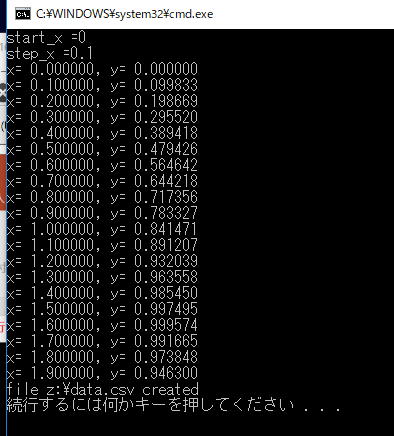 C:¥WINDOWS¥system32¥cmd.exe
start_x =0
step_x =0.1
x= 0.000000, y= 0.000000
x= 0.100000, y= 0.099833
x= 0.200000, y= 0.198669
x= 0.300000, y= 0.295520
x= 0.400000, y= 0.389418
x= 0.500000, y= 0.479426
x= 0.600000, y= 0.564642
x= 0.700000, y= 0.644218
x= 0.800000, y= 0.717356
x= 0.900000, y= 0.783327
x= 1.000000, y= 0.841471
x= 1.100000, y= 0.891207
x= 1.200000, y= 0.932039
x= 1.300000, y= 0.963558
x= 1.400000, y= 0.985450
x= 1.500000, y= 0.997495
x= 1.600000, y= 0.999574
x= 1.700000, y= 0.991665
x= 1.800000, y= 0.973848
x= 1.900000, y= 0.946300
file z:¥data.csv created
続行するには何かキーを押してください . . .